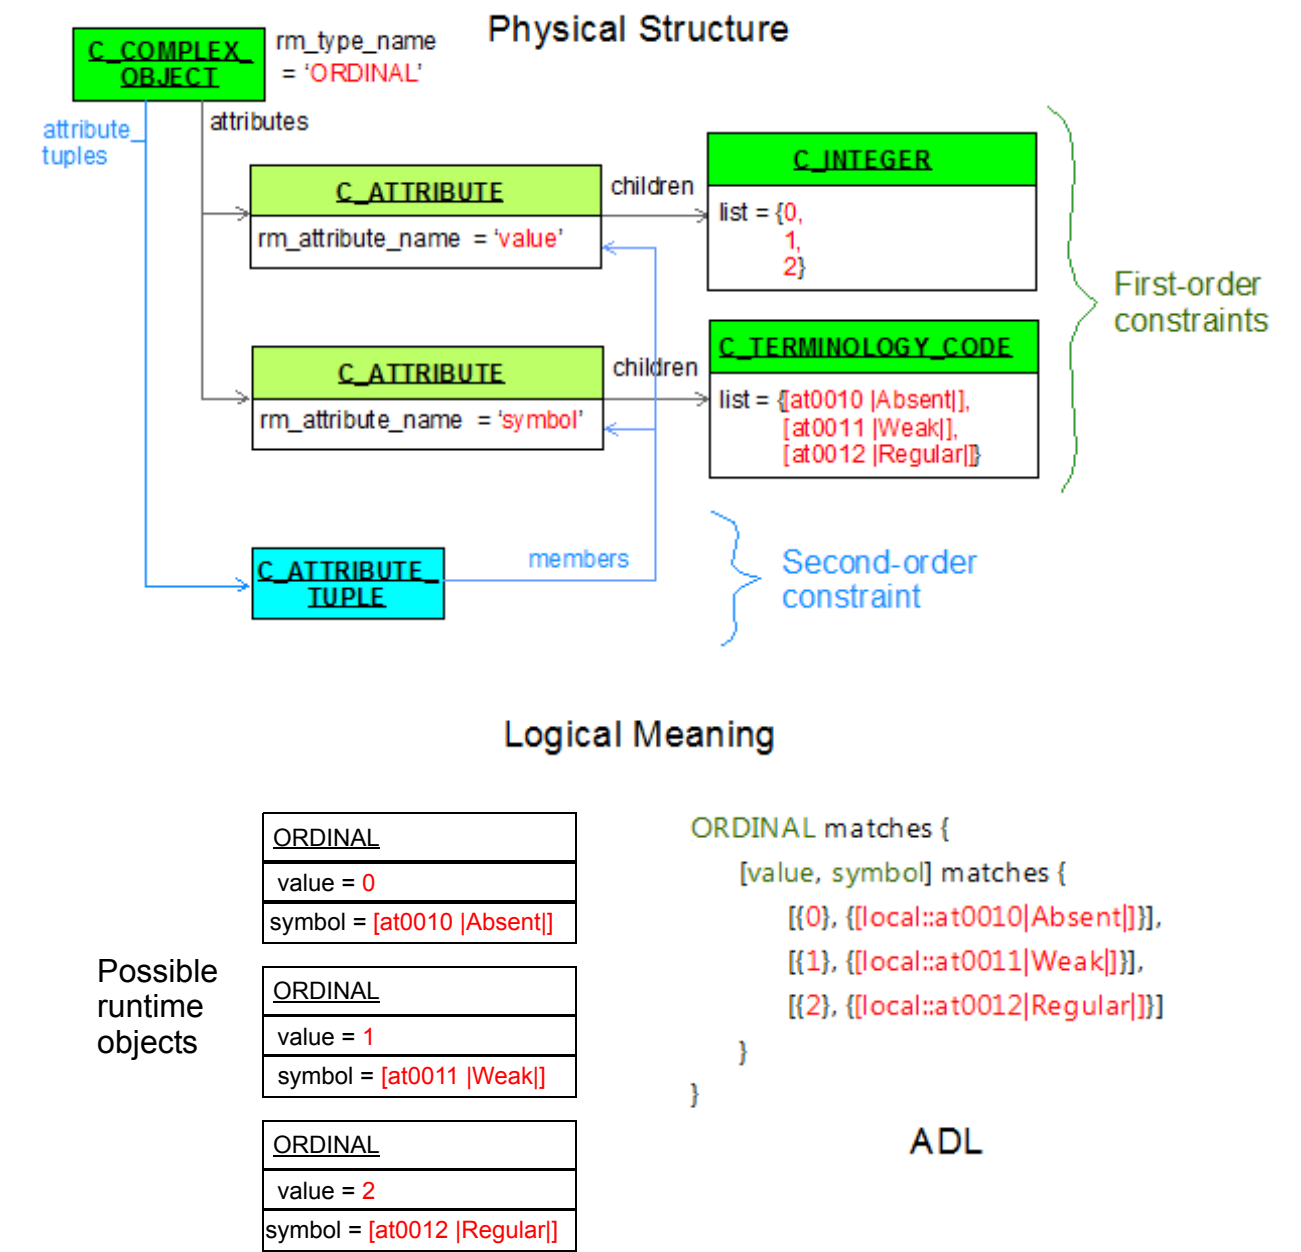 Physical Structure
C_COMPLEX_
OBJECT
rm_type_name
= ‘ORDINAL’
attribute_
tuples
attributes
C_ATTRIBUTE
rm_attribute_name = ‘value’
children
C_INTEGER
list = {0,
1,
2}
First-order
constraints
C_ATTRIBUTE
rm_attribute_name = ‘symbol’
children
C_TERMINOLOGY_CODE
list = {[at0010 |Absent|],
[at0011 |Weak|],
[at0012 |Regular|]}
C_ATTRIBUTE_
TUPLE
members
Second-order
constraint
Logical Meaning
Possible
runtime
objects
ORDINAL
value = 0
symbol = [at0010 |Absent|]
ORDINAL
value = 1
symbol = [at0011 |Weak|]
ORDINAL
value = 2
symbol = [at0012 |Regular|]
ORDINAL matches {
[value, symbol] matches {
[{0}, {[local::at0010|Absent|]}],
[{1}, {[local::at0011|Weak|]}],
[{2}, {[local::at0012|Regular|]}]
}
}
ADL